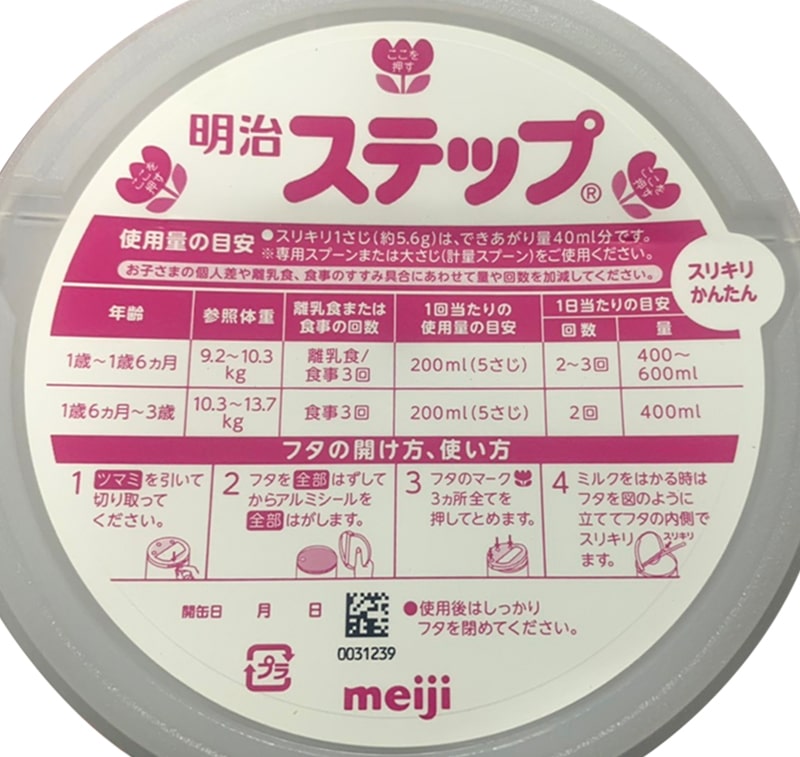 ここを
押す
明治ステップ®
ここを
押す
ここを
押す
使用量の目安
●スリキリ1さじ(約5.6g)は、できあがり量40ml分です。
※専用スプーンまたは大さじ(計量スプーン)をご使用ください。
お子さまの個人差や離乳食、食事のすすみ具合にあわせて量や回数を加減してください。
スリキリ
かんたん
年齢 参照体重 離乳食または食事の回数 1回当たりの使用量の目安 1日当たりの目安
回数 量
1歳～1歳6ヵ月 9.2～10.3kg 離乳食/食事3回 200ml(5さじ) 2～3回 400～600ml
1歳6ヵ月～3歳 10.3～13.7kg 食事3回 200ml(5さじ) 2回 400ml
フタの開け方、使い方
1 ツマミを引いて
切り取って
ください。
2 フタを全部はずして
からアルミシールを
全部はがします。
3 フタのマーク
3ヵ所全てを
押してとめます。
4 ミルクをはかる時は
フタを図のように
立ててフタの内側で
スリキリ
ます。
スリキリ
開缶日 月 日
●使用後はしっかり
フタを閉めてください。
0031239
プラ
meiji